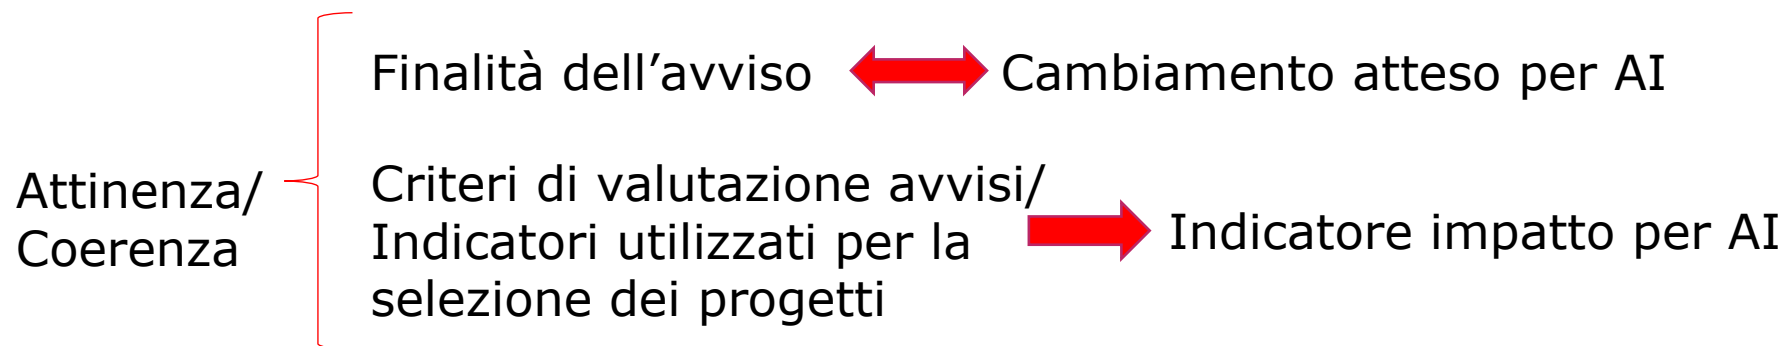 Finalità dell’avviso
Cambiamento atteso per AI
Attinenza/
Coerenza
Criteri di valutazione avvisi/
Indicatori utilizzati per la
selezione dei progetti
Indicatore impatto per AI